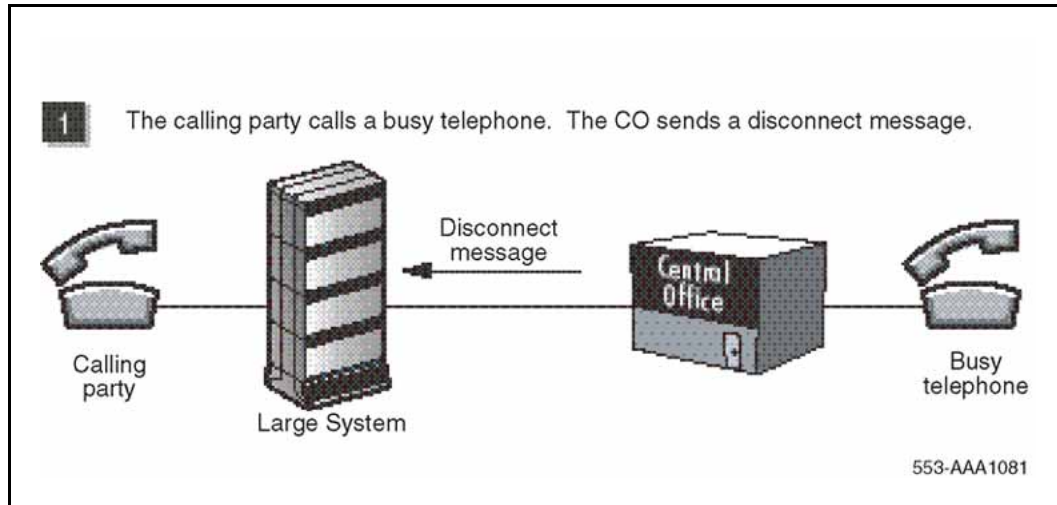 1
The calling party calls a busy telephone. The CO sends a disconnect message.
Disconnect
message
Central
Office
Calling
party
Large System
Busy
telephone
553-AAA1081